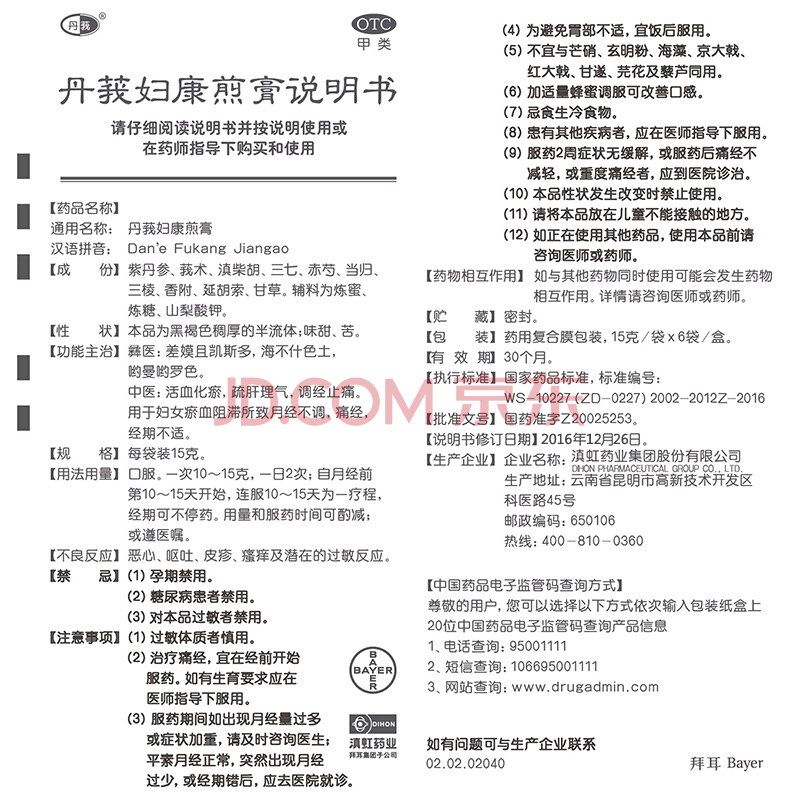 丹莪®
OTC
甲类
丹莪妇康煎膏说明书
请仔细阅读说明书并按说明使用或
在药师指导下购买和使用
【药品名称】
通用名称：丹莪妇康煎膏
汉语拼音：Dan'e Fukang Jiangao
【成 份】紫丹参、莪术、滇柴胡、三七、赤芍、当归、
三棱、香附、延胡索、甘草。辅料为炼蜜、
炼糖、山梨酸钾。
【性 状】本品为黑褐色稠厚的半流体；味甜、苦。
【功能主治】彝医：差嫫且凯斯多，海不什色土，
哟曼哟罗色。
中医：活血化瘀，疏肝理气，调经止痛。
用于妇女瘀血阻滞所致月经不调，痛经，
经期不适。
【规 格】每袋装15克。
【用法用量】口服。一次10～15克，一日2次；自月经前
第10～15天开始，连服10～15天为一疗程，
经期可不停药。用量和服药时间可酌减；
或遵医嘱。
【不良反应】恶心、呕吐、皮疹、瘙痒及潜在的过敏反应。
【禁 忌】(1) 孕期禁用。
(2) 糖尿病患者禁用。
(3) 对本品过敏者禁用。
【注意事项】(1) 过敏体质者慎用。
(2) 治疗痛经，宜在经前开始
服药。如有生育要求应在
医师指导下服用。
(3) 服药期间如出现月经量过多
或症状加重，请及时咨询医生；
平素月经正常，突然出现月经
过少，或经期错后，应去医院就诊。
BAYER
BAYER
DIHON
滇虹药业
拜耳集团子公司
(4) 为避免胃部不适，宜饭后服用。
(5) 不宜与芒硝、玄明粉、海藻、京大戟、
红大戟、甘遂、芫花及藜芦同用。
(6) 加适量蜂蜜调服可改善口感。
(7) 忌食生冷食物。
(8) 患有其他疾病者，应在医师指导下服用。
(9) 服药2周症状无缓解，或服药后痛经不
减轻，或重度痛经者，应到医院诊治。
(10) 本品性状发生改变时禁止使用。
(11) 请将本品放在儿童不能接触的地方。
(12) 如正在使用其他药品，使用本品前请
咨询医师或药师。
【药物相互作用】如与其他药物同时使用可能会发生药物
相互作用。详情请咨询医师或药师。
【贮 藏】密封。
【包 装】药用复合膜包装，15克／袋x6袋／盒。
【有 效 期】30个月。
【执行标准】国家药品标准，标准编号：
WS-10227 (ZD-0227) 2002-2012Z-2016
【批准文号】国药准字Z20025253。
【说明书修订日期】2016年12月26日。
【生产企业】企业名称：滇虹药业集团股份有限公司
DIHON PHARMACEUTICAL GROUP CO., LTD.
生产地址：云南省昆明市高新技术开发区
科医路45号
邮政编码：650106
热线：400-810-0360
【中国药品电子监管码查询方式】
尊敬的用户，您可以选择以下方式依次输入包装纸盒上
20位中国药品电子监管码查询产品信息
1、电话查询：95001111
2、短信查询：106695001111
3、网站查询：www.drugadmin.com
如有问题可与生产企业联系
02.02.02040
拜耳 Bayer
JD.COM 京东